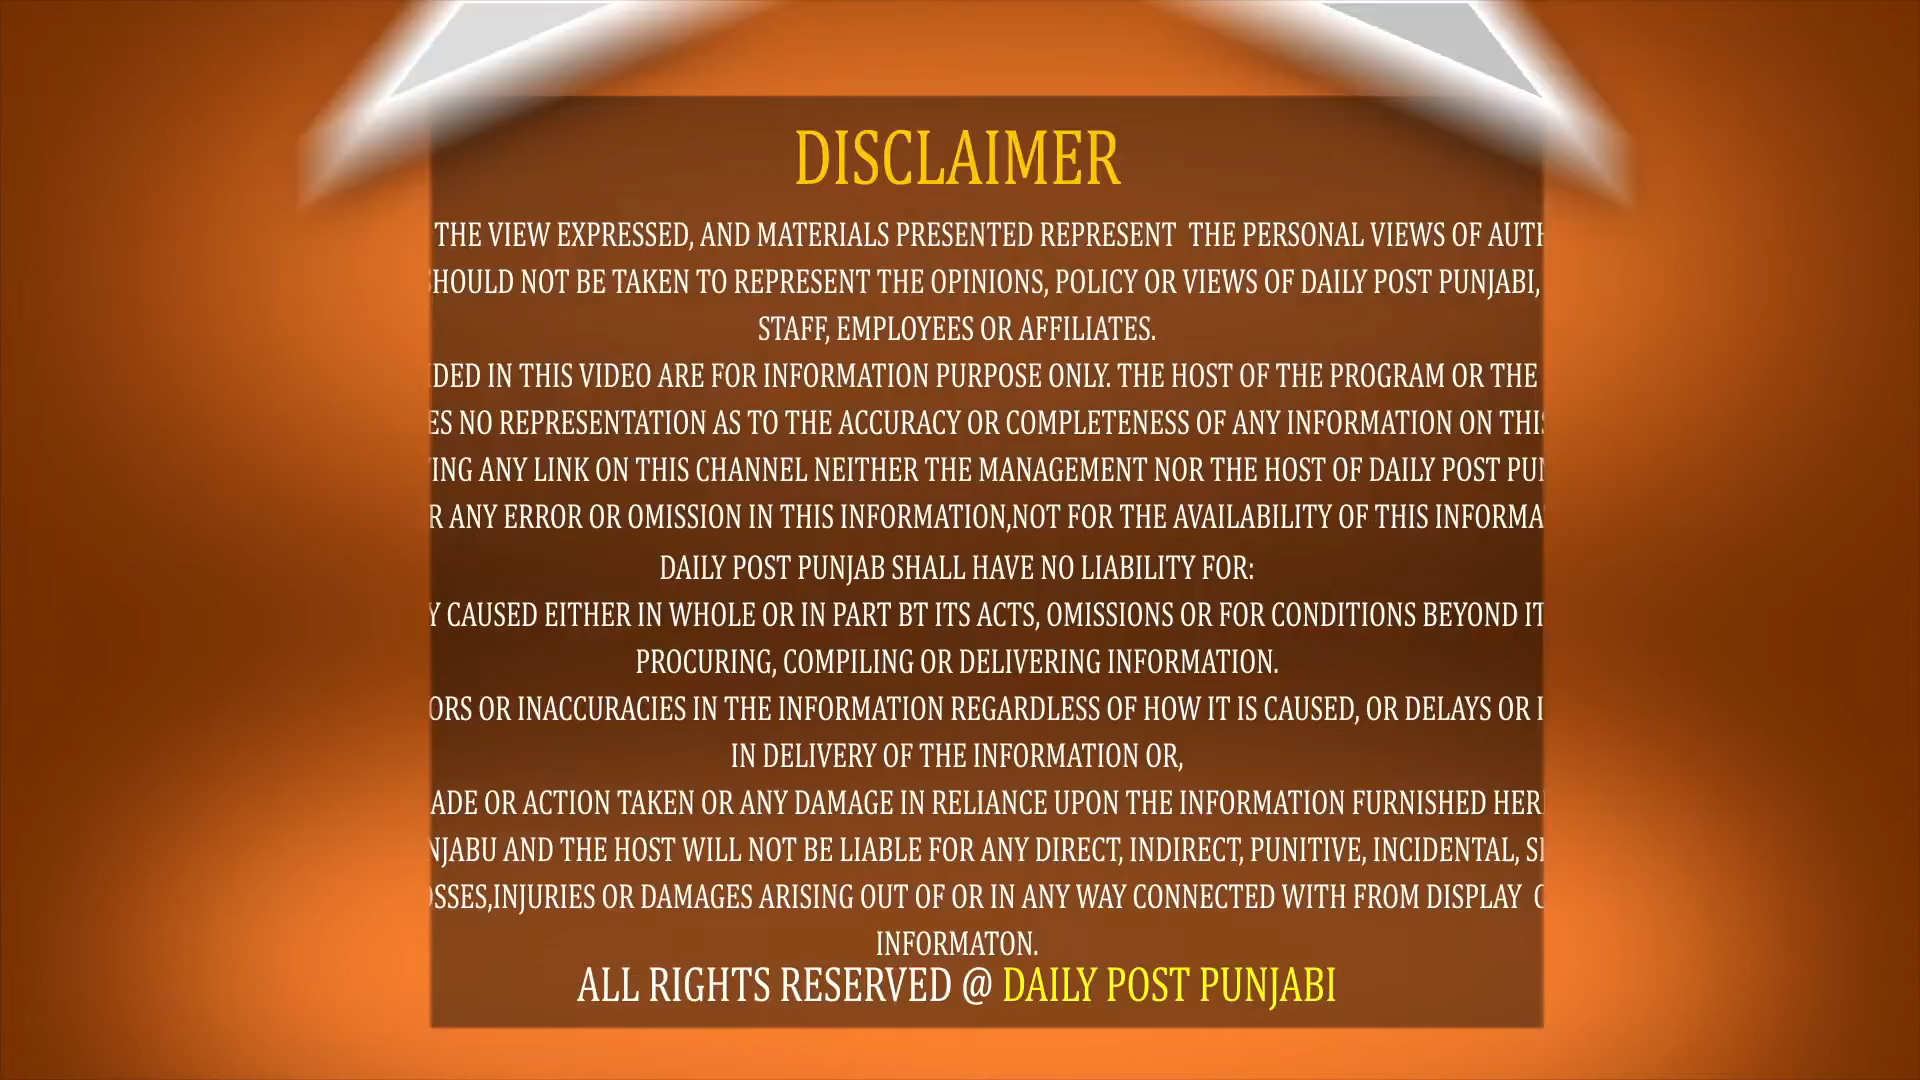 DISCLAIMER
THE VIEW EXPRESSED, AND MATERIALS PRESENTED REPRESENT THE PERSONAL VIEWS OF
SHOULD NOT BE TAKEN TO REPRESENT THE OPINIONS, POLICY OR VIEWS OF DAILY POST PUNJABI,
STAFF, EMPLOYEES OR AFFILIATES.
IN THIS VIDEO ARE FOR INFORMATION PURPOSE ONLY. THE HOST OF THE PROGRAM OR THE
NO REPRESENTATION AS TO THE ACCURACY OR COMPLETENESS OF ANY INFORMATION ON THIS
ANY LINK ON THIS CHANNEL NEITHER THE MANAGEMENT NOR THE HOST OF DAILY POST
ANY ERROR OR OMISSION IN THIS INFORMATION,NOT FOR THE AVAILABILITY OF THIS
DAILY POST PUNJAB SHALL HAVE NO LIABILITY FOR:
CAUSED EITHER IN WHOLE OR IN PART BT ITS ACTS, OMISSIONS OR FOR CONDITIONS BEYOND
PROCURING, COMPILING OR DELIVERING INFORMATION.
OR INACCURACIES IN THE INFORMATION REGARDLESS OF HOW IT IS CAUSED, OR DELAYS OR
IN DELIVERY OF THE INFORMATION OR,
OR ACTION TAKEN OR ANY DAMAGE IN RELIANCE UPON THE INFORMATION FURNISHED
AND THE HOST WILL NOT BE LIABLE FOR ANY DIRECT, INDIRECT, PUNITIVE, INCIDENTAL,
INJURIES OR DAMAGES ARISING OUT OF OR IN ANY WAY CONNECTED WITH FROM DISPLAY
INFORMATON.
ALL RIGHTS RESERVED @ DAILY POST PUNJABI